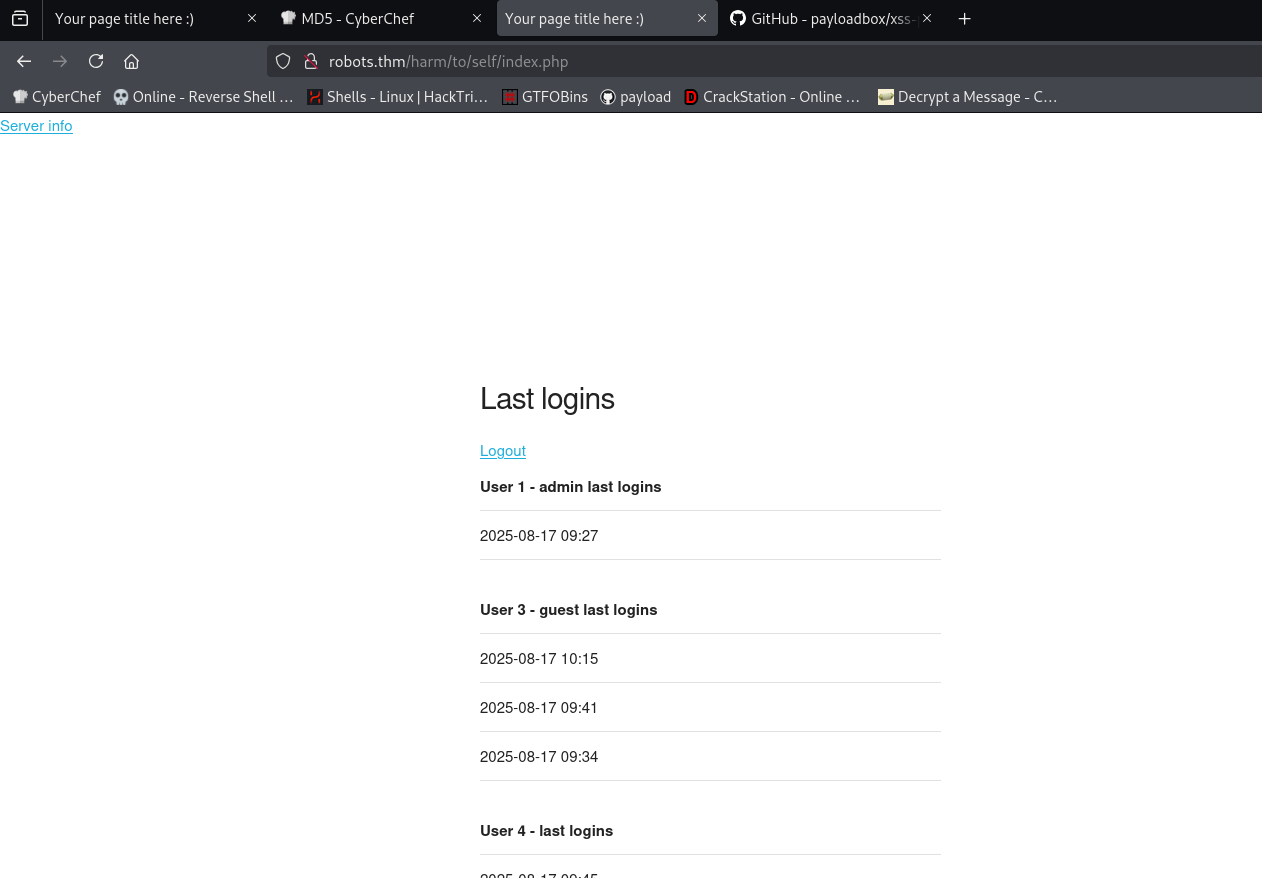 Your page title here :)
MD5 - CyberChef
Your page title here :)
GitHub - payloadbox/xss-
robots.thm/harm/to/self/index.php
CyberChef
Online - Reverse Shell …
Shells - Linux | HackTri…
GTFOBins
payload
CrackStation - Online …
Decrypt a Message - C…
Server info
Last logins
Logout
User 1 - admin last logins
2025-08-17 09:27
User 3 - guest last logins
2025-08-17 10:15
2025-08-17 09:41
2025-08-17 09:34
User 4 - last logins